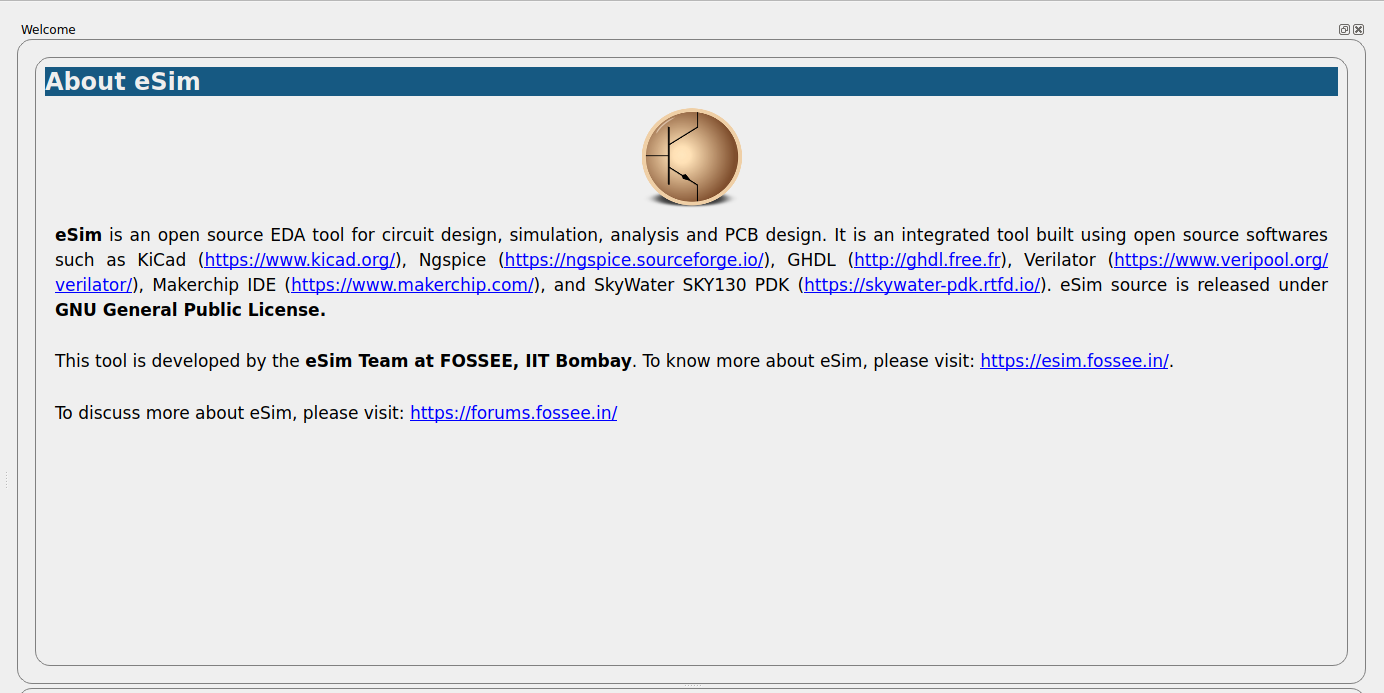 Welcome
About eSim
eSim is an open source EDA tool for circuit design, simulation, analysis and PCB design. It is an integrated tool built using open source softwares
such as KiCad (https://www.kicad.org/), Ngspice (https://ngspice.sourceforge.io/), GHDL (http://ghdl.free.fr), Verilator (https://www.veripool.org/
verilator/), Makerchip IDE (https://www.makerchip.com/), and SkyWater SKY130 PDK (https://skywater-pdk.rtfd.io/). eSim source is released under
GNU General Public License.
This tool is developed by the eSim Team at FOSSEE, IIT Bombay. To know more about eSim, please visit: https://esim.fossee.in/.
To discuss more about eSim, please visit: https://forums.fossee.in/